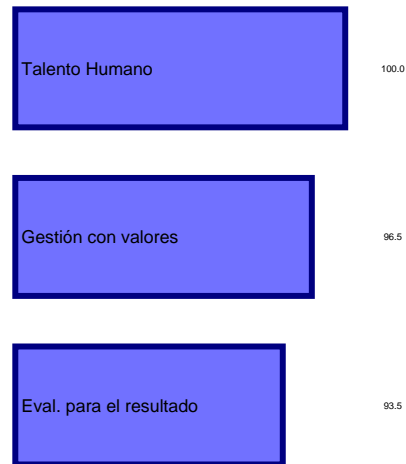 Talento Humano
100.0
Gestión con valores
96.5
Eval. para el resultado
93.5